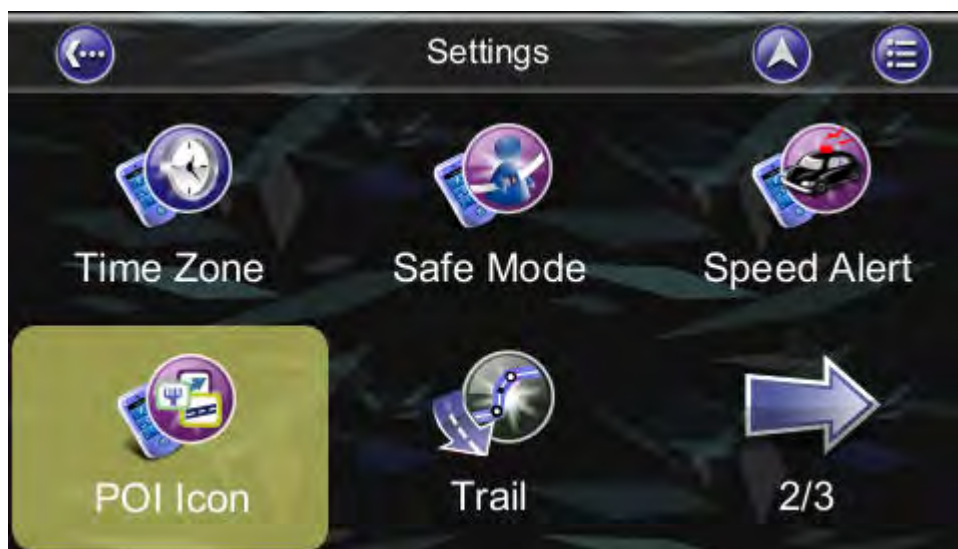 Settings
Time Zone
Safe Mode
Speed Alert
POI Icon
Trail
2/3